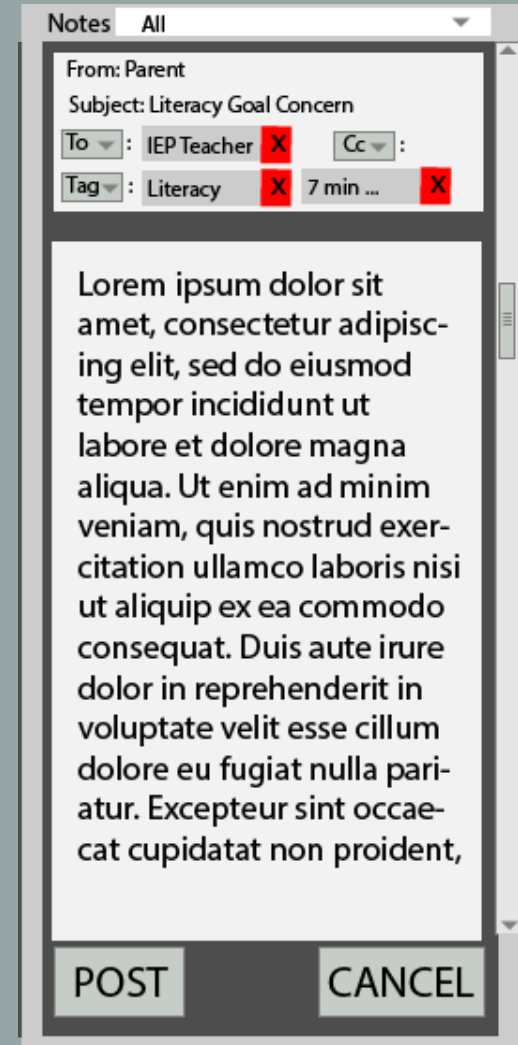 Notes All
From: Parent
Subject: Literacy Goal Concern
To : IEP Teacher X Cc :
Tag : Literacy X 7 min ... X
Lorem ipsum dolor sit
amet, consectetur adipisc-
ing elit, sed do eiusmod
tempor incididunt ut
labore et dolore magna
aliqua. Ut enim ad minim
veniam, quis nostrud exer-
citation ullamco laboris nisi
ut aliquip ex ea commodo
consequat. Duis aute irure
dolor in reprehenderit in
voluptate velit esse cillum
dolore eu fugiat nulla pari-
atur. Excepteur sint occae-
cat cupidatat non proident,
POST CANCEL